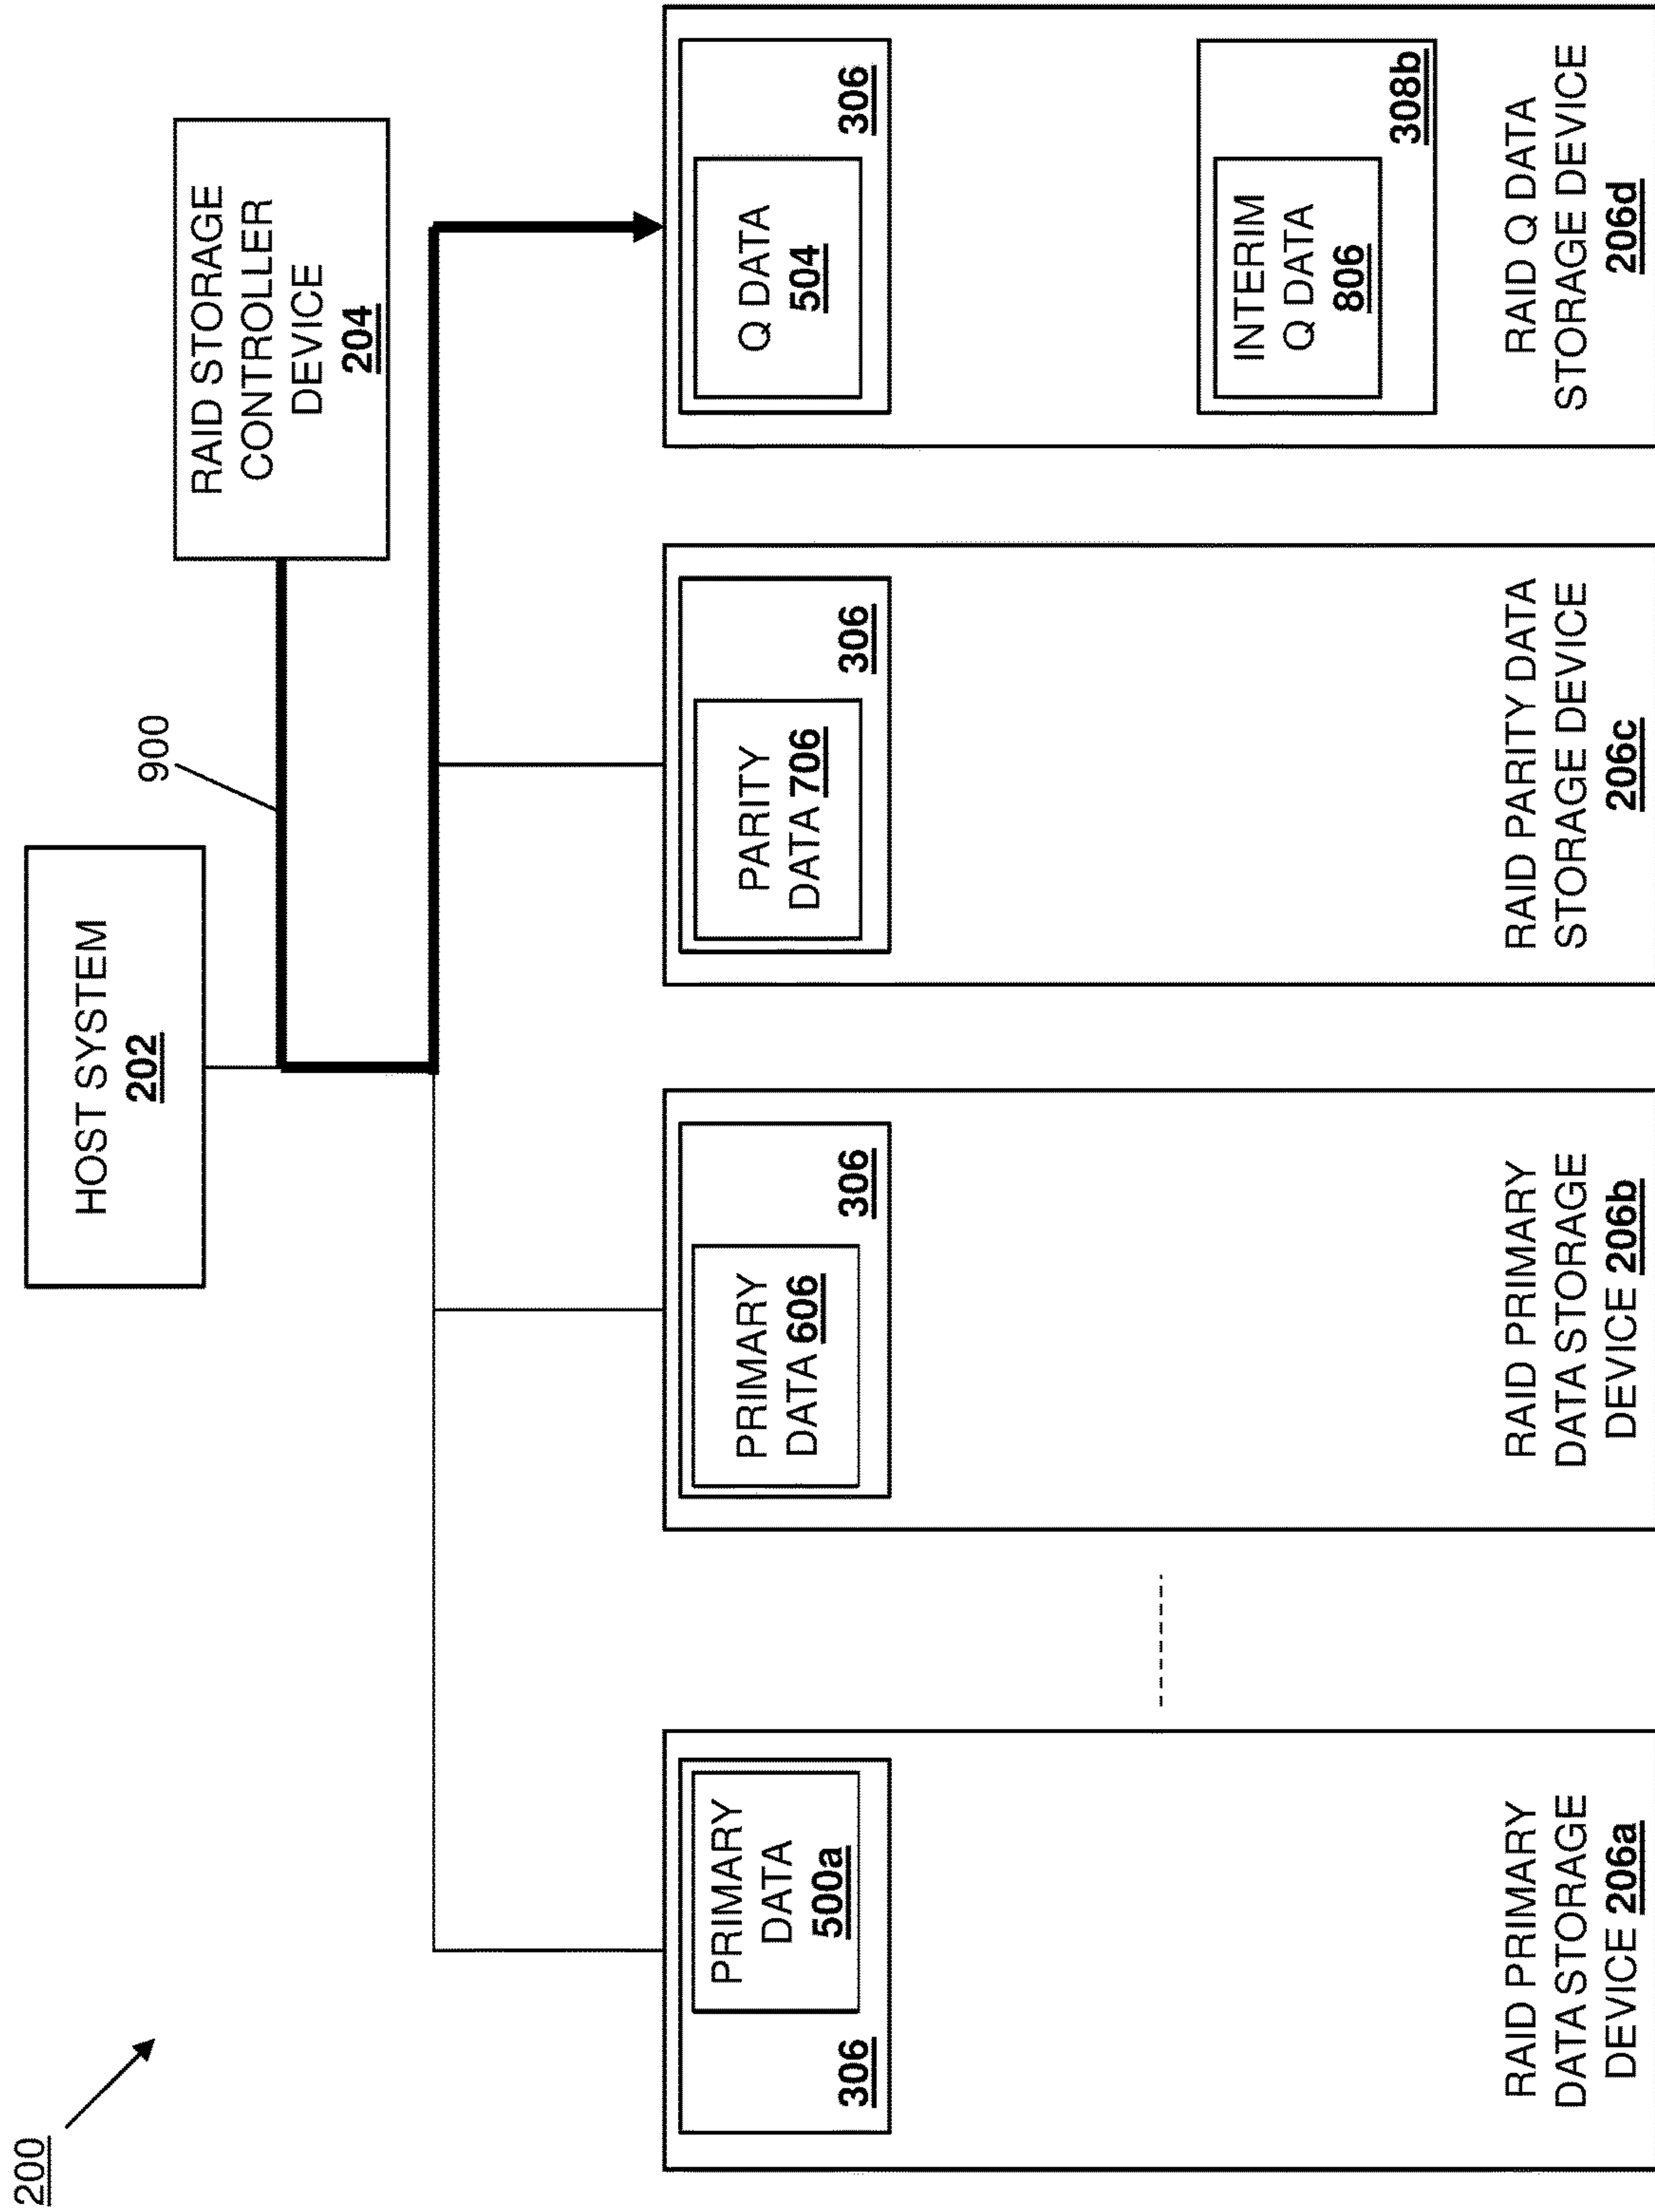 200
HOST SYSTEM
202
900
RAID STORAGE
CONTROLLER
DEVICE
204
PRIMARY
DATA
500a
306
RAID PRIMARY
DATA STORAGE
DEVICE 206a
PRIMARY
DATA 606
306
RAID PRIMARY
DATA STORAGE
DEVICE 206b
PARITY
DATA 706
306
RAID PARITY DATA
STORAGE DEVICE
206c
Q DATA
504
306
INTERIM
Q DATA
806
308b
RAID Q DATA
STORAGE DEVICE
206d